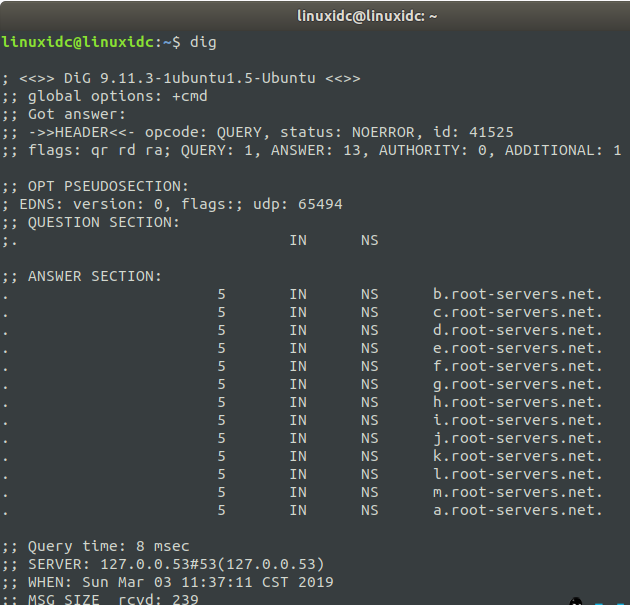 linuxidc@linuxidc: ~
linuxidc@linuxidc:~$ dig
; <<>> DiG 9.11.3-1ubuntu1.5-Ubuntu <<>>
;; global options: +cmd
;; Got answer:
;; ->>HEADER<<- opcode: QUERY, status: NOERROR, id: 41525
;; flags: qr rd ra; QUERY: 1, ANSWER: 13, AUTHORITY: 0, ADDITIONAL: 1
;; OPT PSEUDOSECTION:
; EDNS: version: 0, flags:; udp: 65494
;; QUESTION SECTION:
;. IN NS
;; ANSWER SECTION:
. 5 IN NS b.root-servers.net.
. 5 IN NS c.root-servers.net.
. 5 IN NS d.root-servers.net.
. 5 IN NS e.root-servers.net.
. 5 IN NS f.root-servers.net.
. 5 IN NS g.root-servers.net.
. 5 IN NS h.root-servers.net.
. 5 IN NS i.root-servers.net.
. 5 IN NS j.root-servers.net.
. 5 IN NS k.root-servers.net.
. 5 IN NS l.root-servers.net.
. 5 IN NS m.root-servers.net.
. 5 IN NS a.root-servers.net.
;; Query time: 8 msec
;; SERVER: 127.0.0.53#53(127.0.0.53)
;; WHEN: Sun Mar 03 11:37:11 CST 2019
;; MSG SIZE rcvd: 239